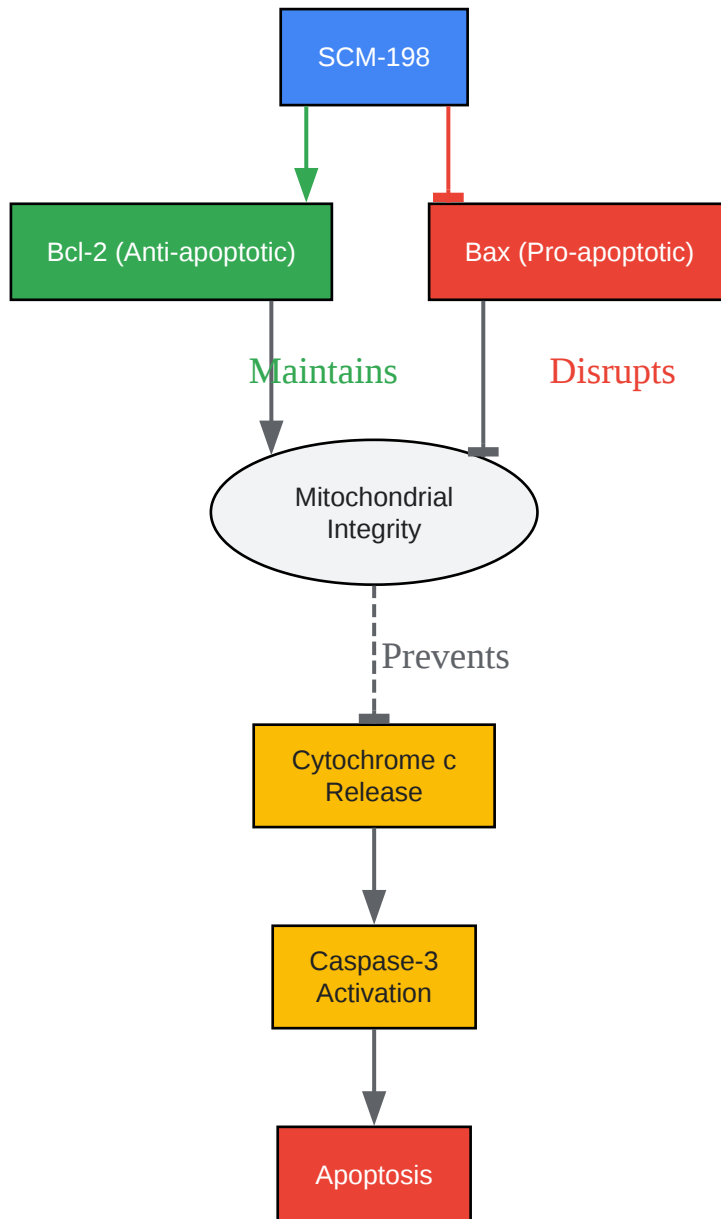 SCM-198
Bcl-2 (Anti-apoptotic)
Bax (Pro-apoptotic)
Maintains
Disrupts
Mitochondrial
Integrity
Prevents
Cytochrome c
Release
Caspase-3
Activation
Apoptosis